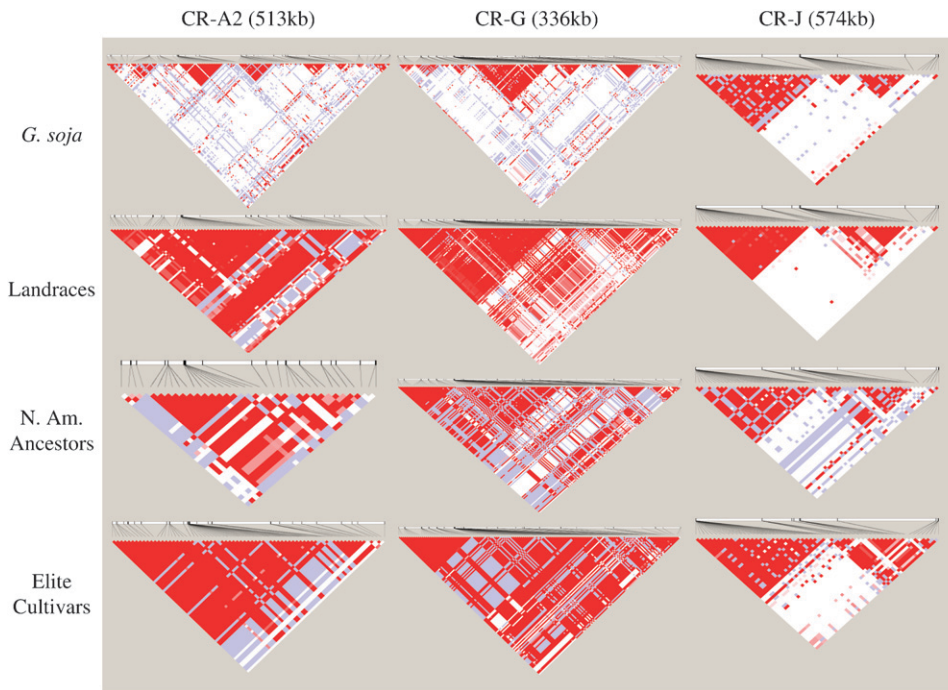 CR-A2 (513kb) CR-G (336kb) CR-J (574kb)
G. soja
Landraces
N. Am.
Ancestors
Elite
Cultivars